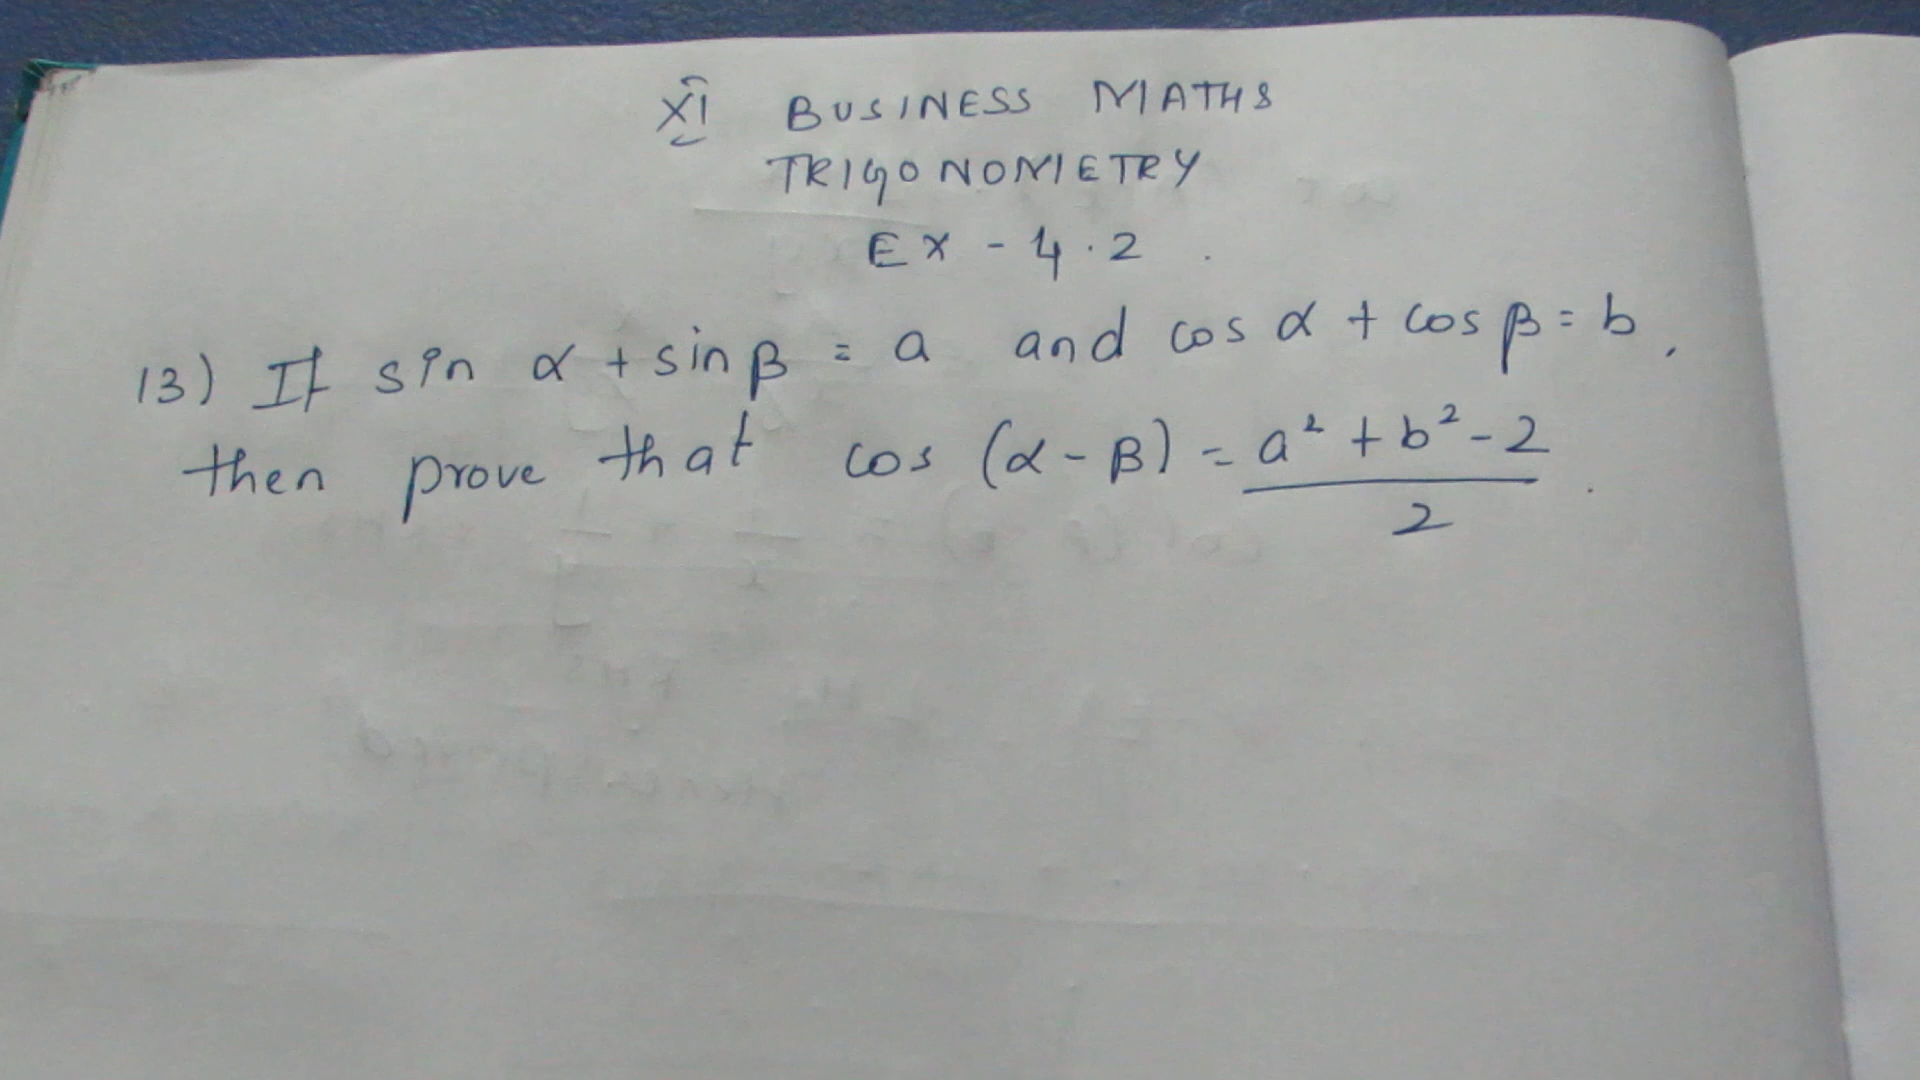 XI BUSINESS MATHS
TRIGONOMETRY
EX - 4.2
13) If sin α + sin β = a and cos α + cos β = b,
then prove that cos (α - β) = a² + b² - 2
2